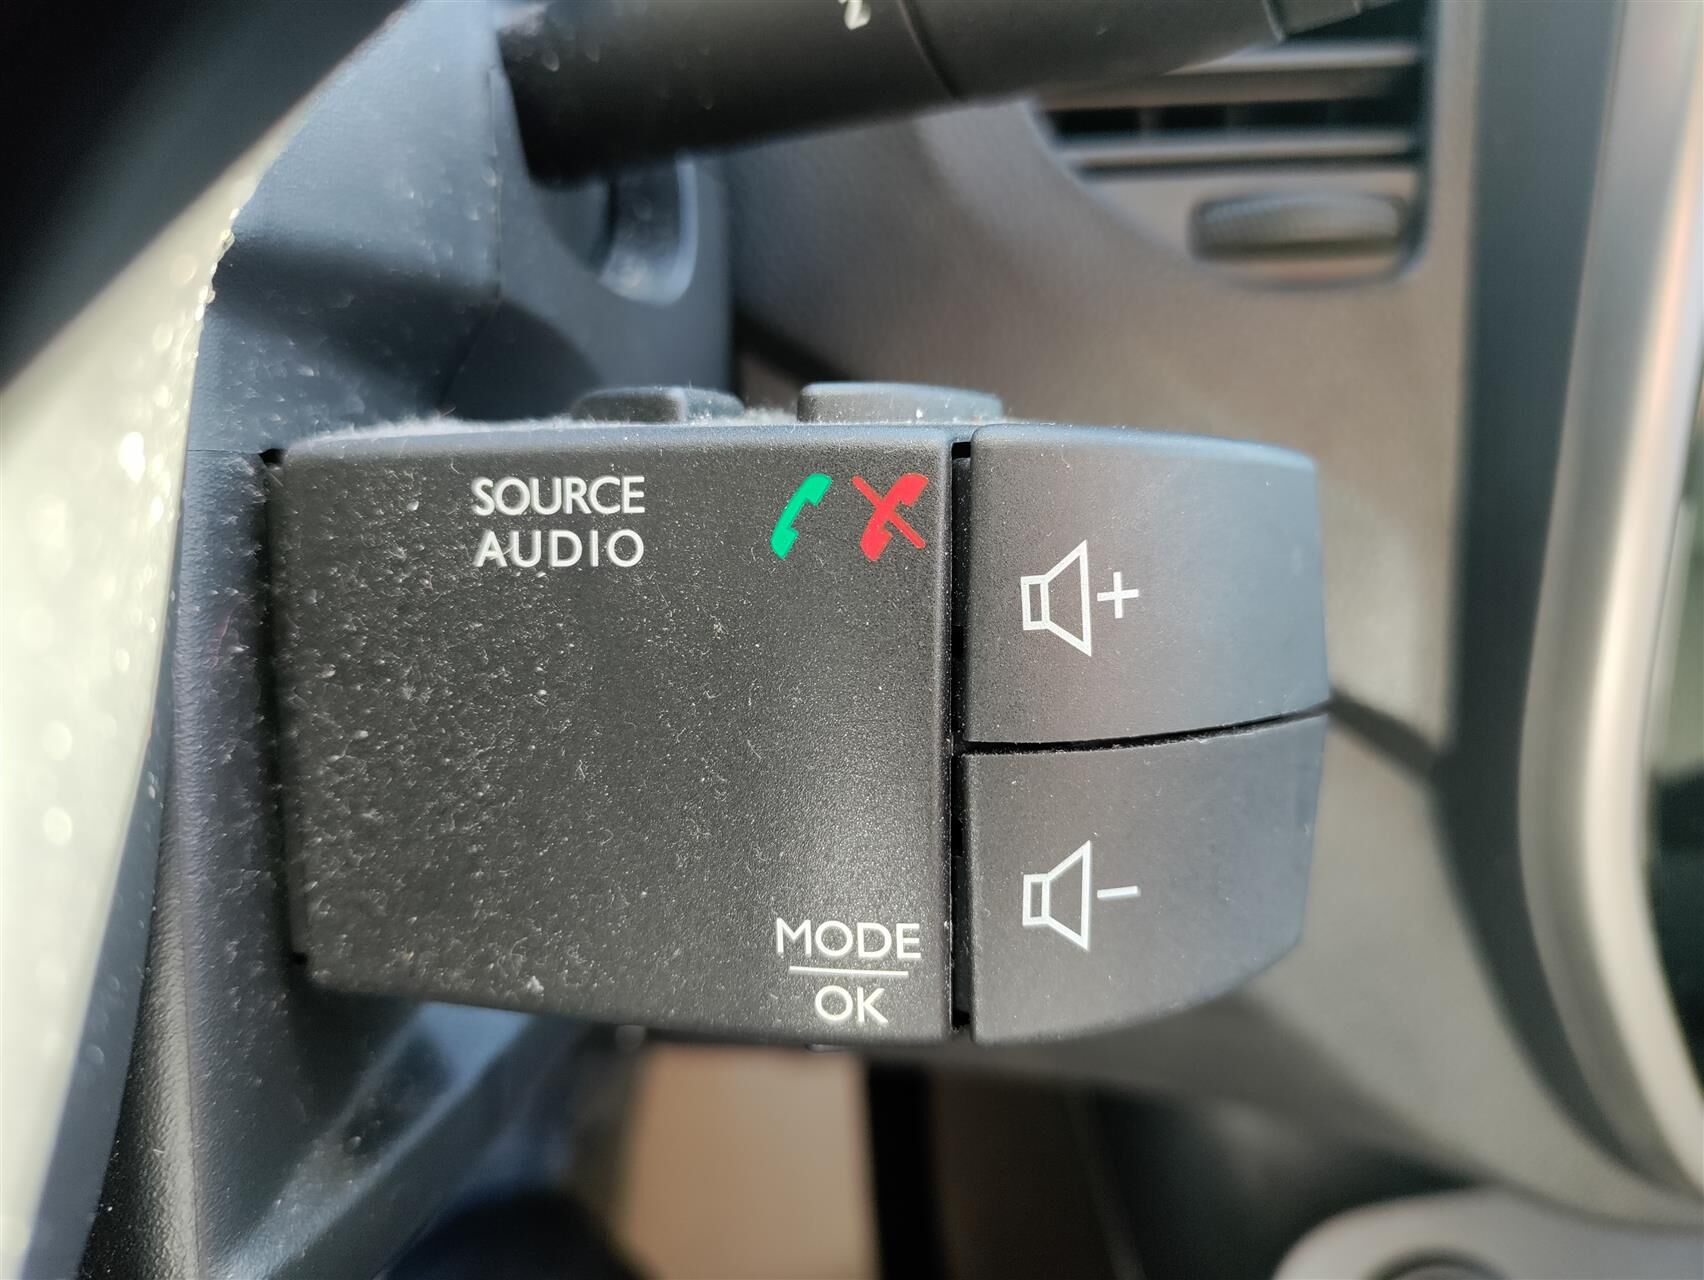 SOURCE
AUDIO
+
-
MODE
OK